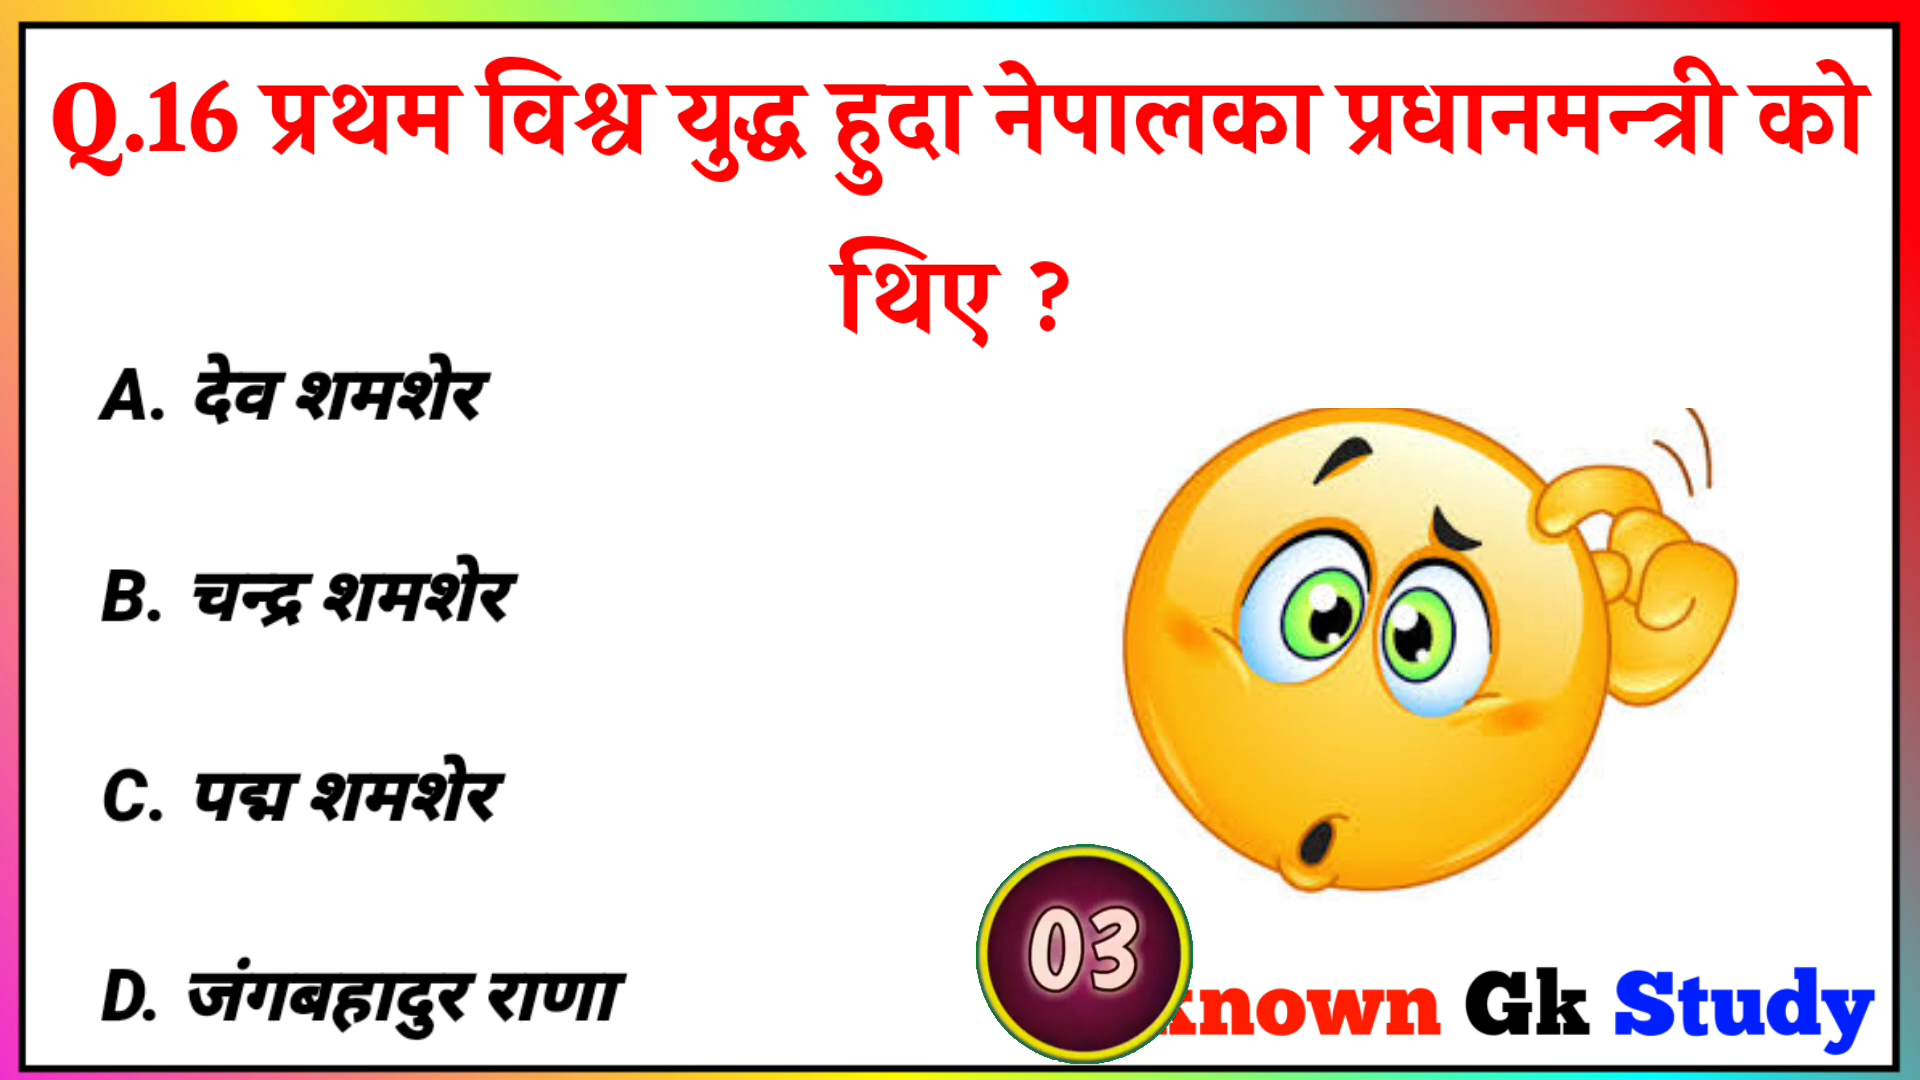 Q.16 प्रथम विश्व युद्ध हुदा नेपालका प्रधानमन्त्री को
थिए ?
A. देव शमशेर
B. चन्द्र शमशेर
C. पद्म शमशेर
D. जंगबहादुर राणा
03
known Gk Study